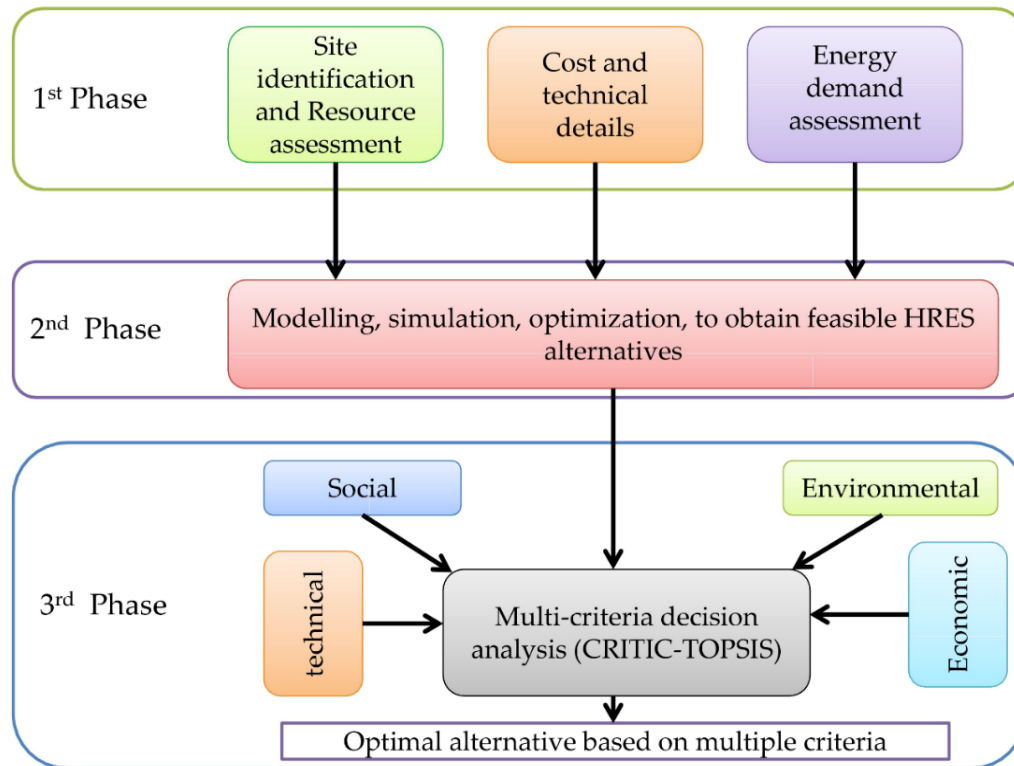 1st Phase
Site
identification
and Resource
assessment
Cost and
technical
details
Energy
demand
assessment
2nd Phase
Modelling, simulation, optimization, to obtain feasible HRES
alternatives
3rd Phase
Social
Environmental
technical
Multi-criteria decision
analysis (CRITIC-TOPSIS)
Economic
Optimal alternative based on multiple criteria